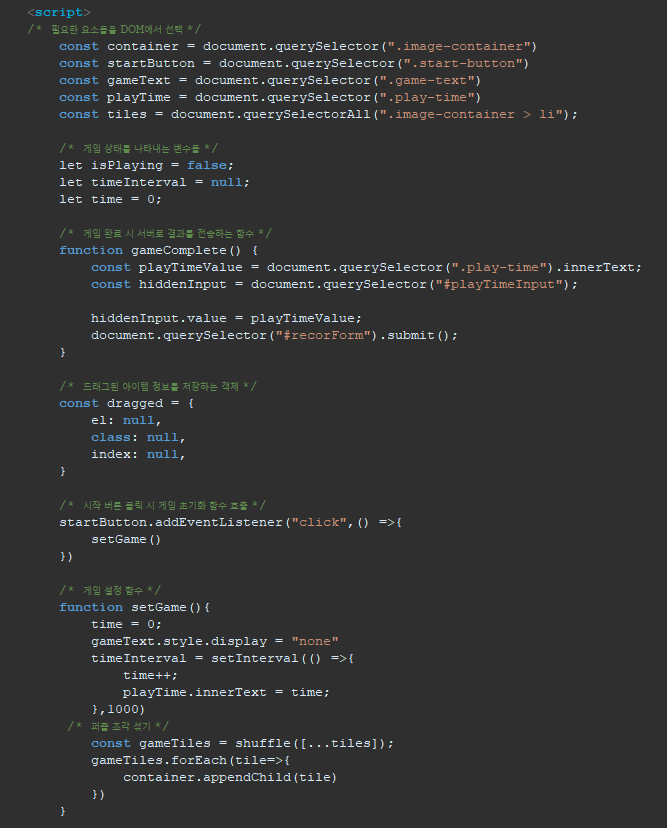 <script>
/* 필요한 요소들을 DOM에서 선택 */
const container = document.querySelector(".image-container")
const startButton = document.querySelector(".start-button")
const gameText = document.querySelector(".game-text")
const playTime = document.querySelector(".play-time")
const tiles = document.querySelectorAll(".image-container > li");
/* 게임 상태를 나타내는 변수들 */
let isPlaying = false;
let timeInterval = null;
let time = 0;
/* 게임 완료 시 서버로 결과를 전송하는 함수 */
function gameComplete() {
const playTimeValue = document.querySelector(".play-time").innerText;
const hiddenInput = document.querySelector("#playTimeInput");
hiddenInput.value = playTimeValue;
document.querySelector("#recorForm").submit();
}
/* 드래그된 아이템 정보를 저장하는 객체 */
const dragged = {
el: null,
class: null,
index: null,
}
/* 시작 버튼 클릭 시 게임 초기화 함수 호출 */
startButton.addEventListener("click",() =>{
setGame()
})
/* 게임 설정 함수 */
function setGame(){
time = 0;
gameText.style.display = "none"
timeInterval = setInterval(() =>{
time++;
playTime.innerText = time;
},1000)
/* 퍼즐 조각 섞기 */
const gameTiles = shuffle([...tiles]);
gameTiles.forEach(tile=>{
container.appendChild(tile)
})
}